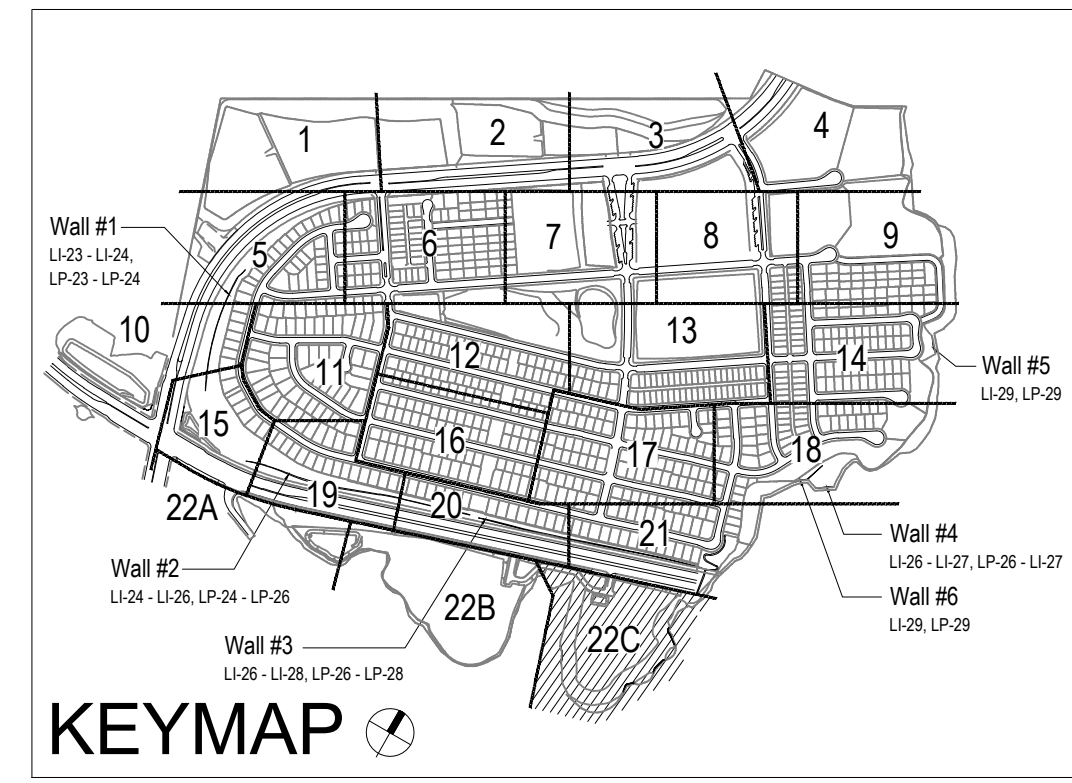 1
2
3
4
Wall #1
LI-23 - LI-24,
LP-23 - LP-24
5
6
7
8
9
10
11
12
13
14
Wall #5
LI-29, LP-29
15
16
17
18
22A
19
20
21
Wall #4
LI-26 - LI-27, LP-26 - LI-27
Wall #2
LI-24 - LI-26, LP-24 - LP-26
22B
Wall #6
LI-29, LP-29
22C
Wall #3
LI-26 - LI-28, LP-26 - LP-28
KEYMAP